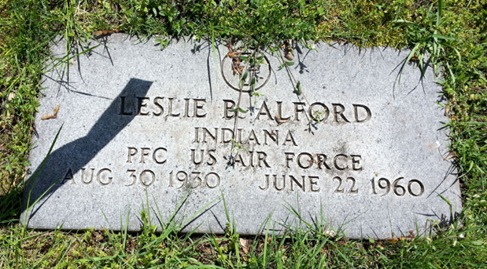 LESLIE B ALFORD
INDIANA
PFC US AIR FORCE
AUG 30 1930 JUNE 22 1960